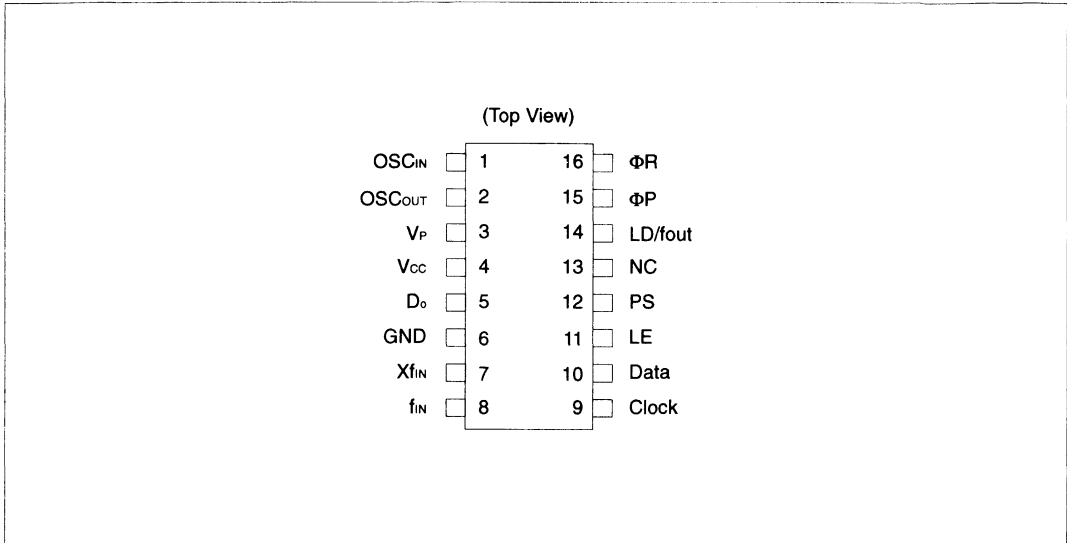 (Top View)
OSCIN 1 16 ΦR
OSCOUT 2 15 ΦP
VP 3 14 LD/fout
VCC 4 13 NC
Do 5 12 PS
GND 6 11 LE
XfIN 7 10 Data
fIN 8 9 Clock